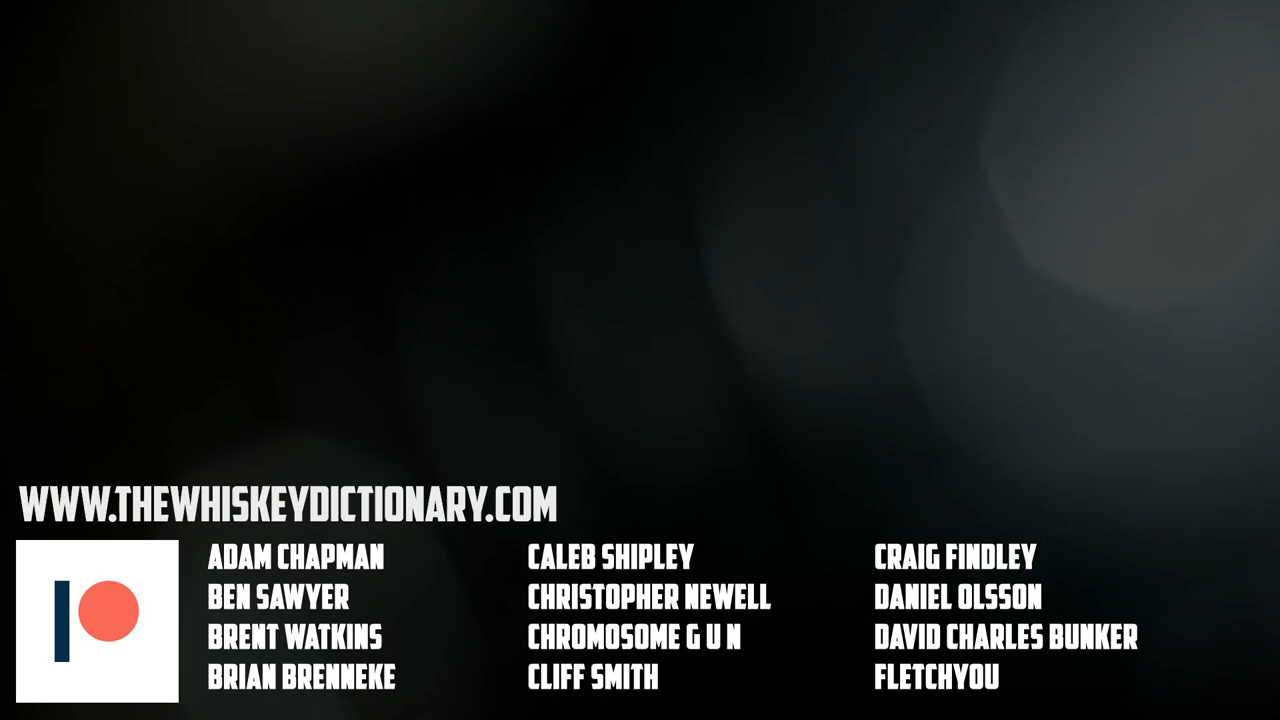 WWW.THEWHISKEYDICTIONARY.COM
ADAM CHAPMAN
BEN SAWYER
BRENT WATKINS
BRIAN BRENNEKE
CALEB SHIPLEY
CHRISTOPHER NEWELL
CHROMOSOME G U N
CLIFF SMITH
CRAIG FINDLEY
DANIEL OLSSON
DAVID CHARLES BUNKER
FLETCHYOU